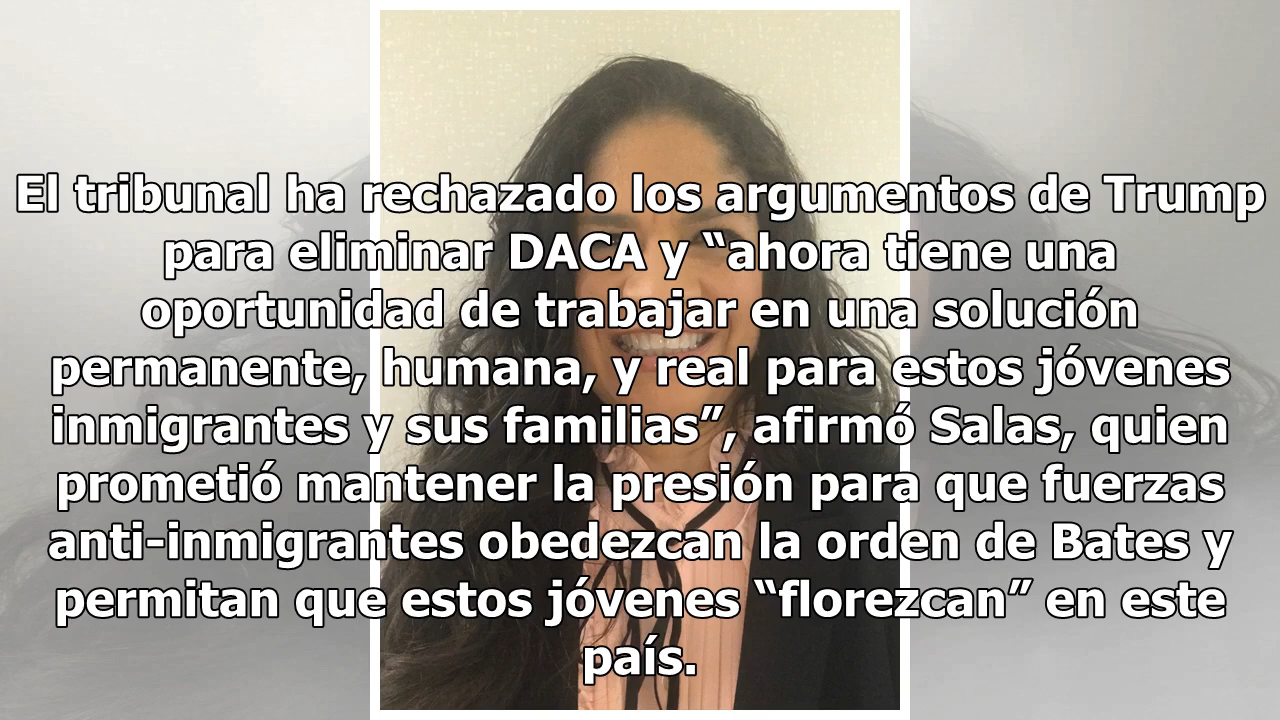 El tribunal ha rechazado los argumentos de Trump
para eliminar DACA y “ahora tiene una
oportunidad de trabajar en una solución
permanente, humana, y real para estos jóvenes
inmigrantes y sus familias”, afirmó Salas, quien
prometió mantener la presión para que fuerzas
anti-inmigrantes obedezcan la orden de Bates y
permitan que estos jóvenes “florezcan” en este
país.